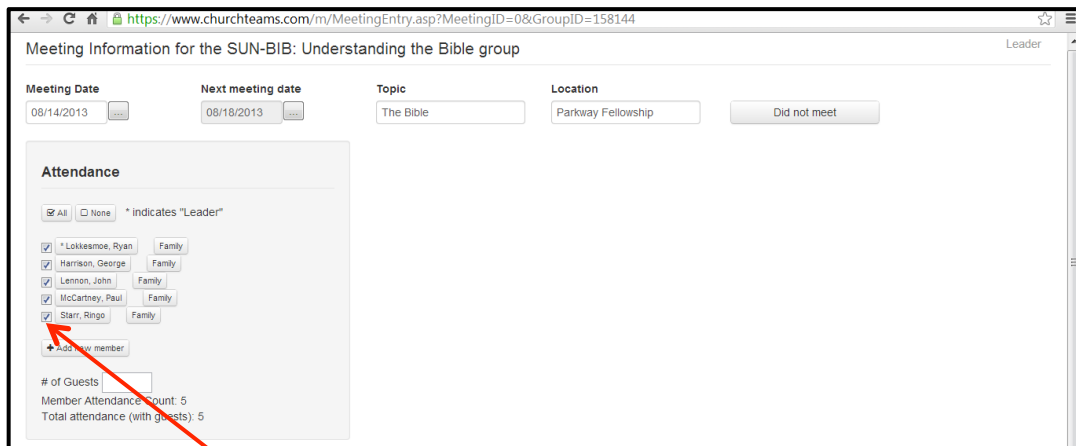 https://www.churchteams.com/m/MeetingEntry.asp?MeetingID=0&GroupID=158144
Meeting Information for the SUN-BIB: Understanding the Bible group
Leader
Meeting Date Next meeting date Topic Location
08/14/2013 ... 08/18/2013 ... The Bible Parkway Fellowship Did not meet
Attendance
All None * indicates "Leader"
* Lokkesmoe, Ryan Family
Harrison, George Family
Lennon, John Family
McCartney, Paul Family
Starr, Ringo Family
+ Add new member
# of Guests
Member Attendance Count: 5
Total attendance (with guests): 5